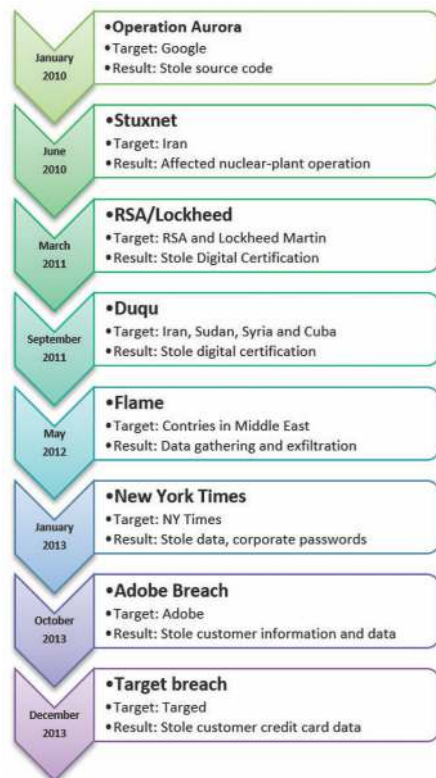 January
2010
•Operation Aurora
•Target: Google
•Result: Stole source code
June
2010
•Stuxnet
•Target: Iran
•Result: Affected nuclear-plant operation
March
2011
•RSA/Lockheed
•Target: RSA and Lockheed Martin
•Result: Stole Digital Certification
September
2011
•Duqu
•Target: Iran, Sudan, Syria and Cuba
•Result: Stole digital certification
May
2012
•Flame
•Target: Contries in Middle East
•Result: Data gathering and exfiltration
January
2013
•New York Times
•Target: NY Times
•Result: Stole data, corporate passwords
October
2013
•Adobe Breach
•Target: Adobe
•Result: Stole customer information and data
December
2013
•Target breach
•Target: Targed
•Result: Stole customer credit card data